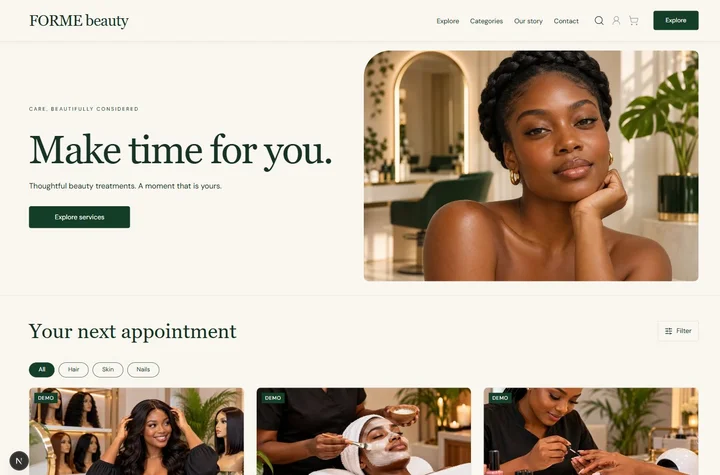 FORME beauty
Explore
Categories
Our story
Contact
Explore
CARE, BEAUTIFULLY CONSIDERED
Make time for you.
Thoughtful beauty treatments. A moment that is yours.
Explore services
Your next appointment
Filter
All
Hair
Skin
Nails
DEMO
DEMO
DEMO
N